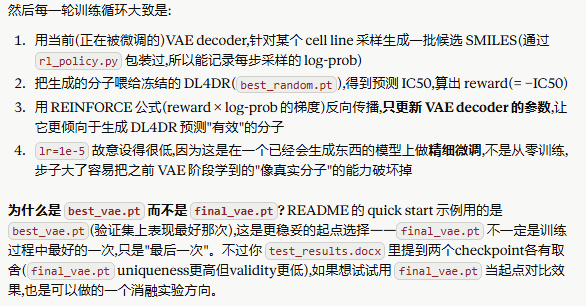 然后每一轮训练循环大致是:
1. 用当前(正在被微调的)VAE decoder,针对某个 cell line 采样生成一批候选 SMILES(通过
rl_policy.py 包装过,所以能记录每步采样的 log-prob)
2. 把生成的分子喂给冻结的 DL4DR(best_random.pt),得到预测 IC50,算出 reward(= −IC50)
3. 用 REINFORCE 公式(reward × log-prob 的梯度)反向传播,只更新 VAE decoder 的参数,让
它更倾向于生成 DL4DR 预测"有效"的分子
4. lr=1e-5 故意设得很低,因为这是在一个已经会生成东西的模型上做精细微调,不是从零训练,
步子大了容易把之前 VAE 阶段学到的"像真实分子"的能力破坏掉
为什么是 best_vae.pt 而不是 final_vae.pt? README 的 quick start 示例用的是
best_vae.pt(验证集上表现最好那次),这是更稳妥的起点选择——final_vae.pt 不一定是训练
过程中最好的一次,只是"最后一次"。不过你 test_results.docx 里提到两个checkpoint各有取
舍(final_vae.pt uniqueness更高但validity更低),如果想试试用 final_vae.pt 当起点对比效
果,也是可以做的一个消融实验方向。